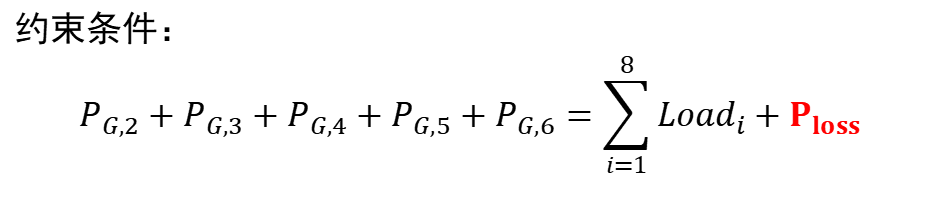 约束条件：
P_{G,2} + P_{G,3} + P_{G,4} + P_{G,5} + P_{G,6} = \sum_{i=1}^{8} Load_i + P_{loss}